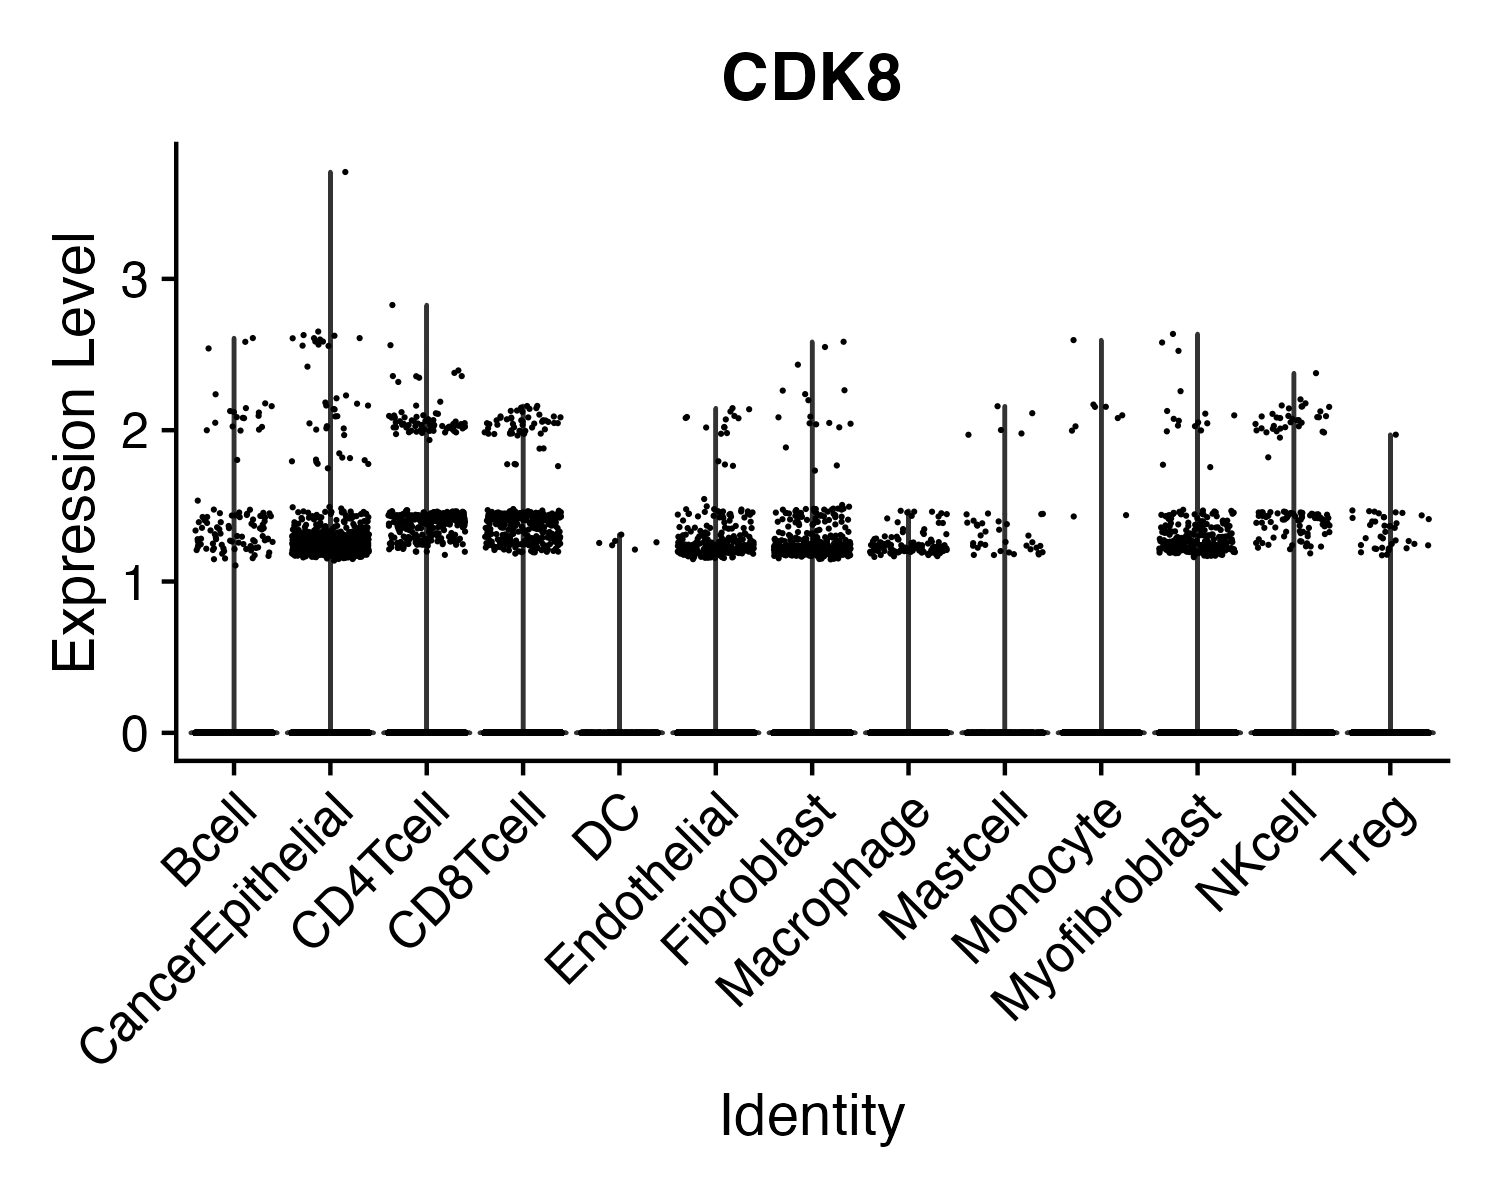 CDK8
Expression Level
3
2
1
0
Bcell
CancerEpithelial
CD4Tcell
CD8Tcell
DC
Endothelial
Fibroblast
Macrophage
Mastcell
Monocyte
Myofibroblast
NKcell
Treg
Identity